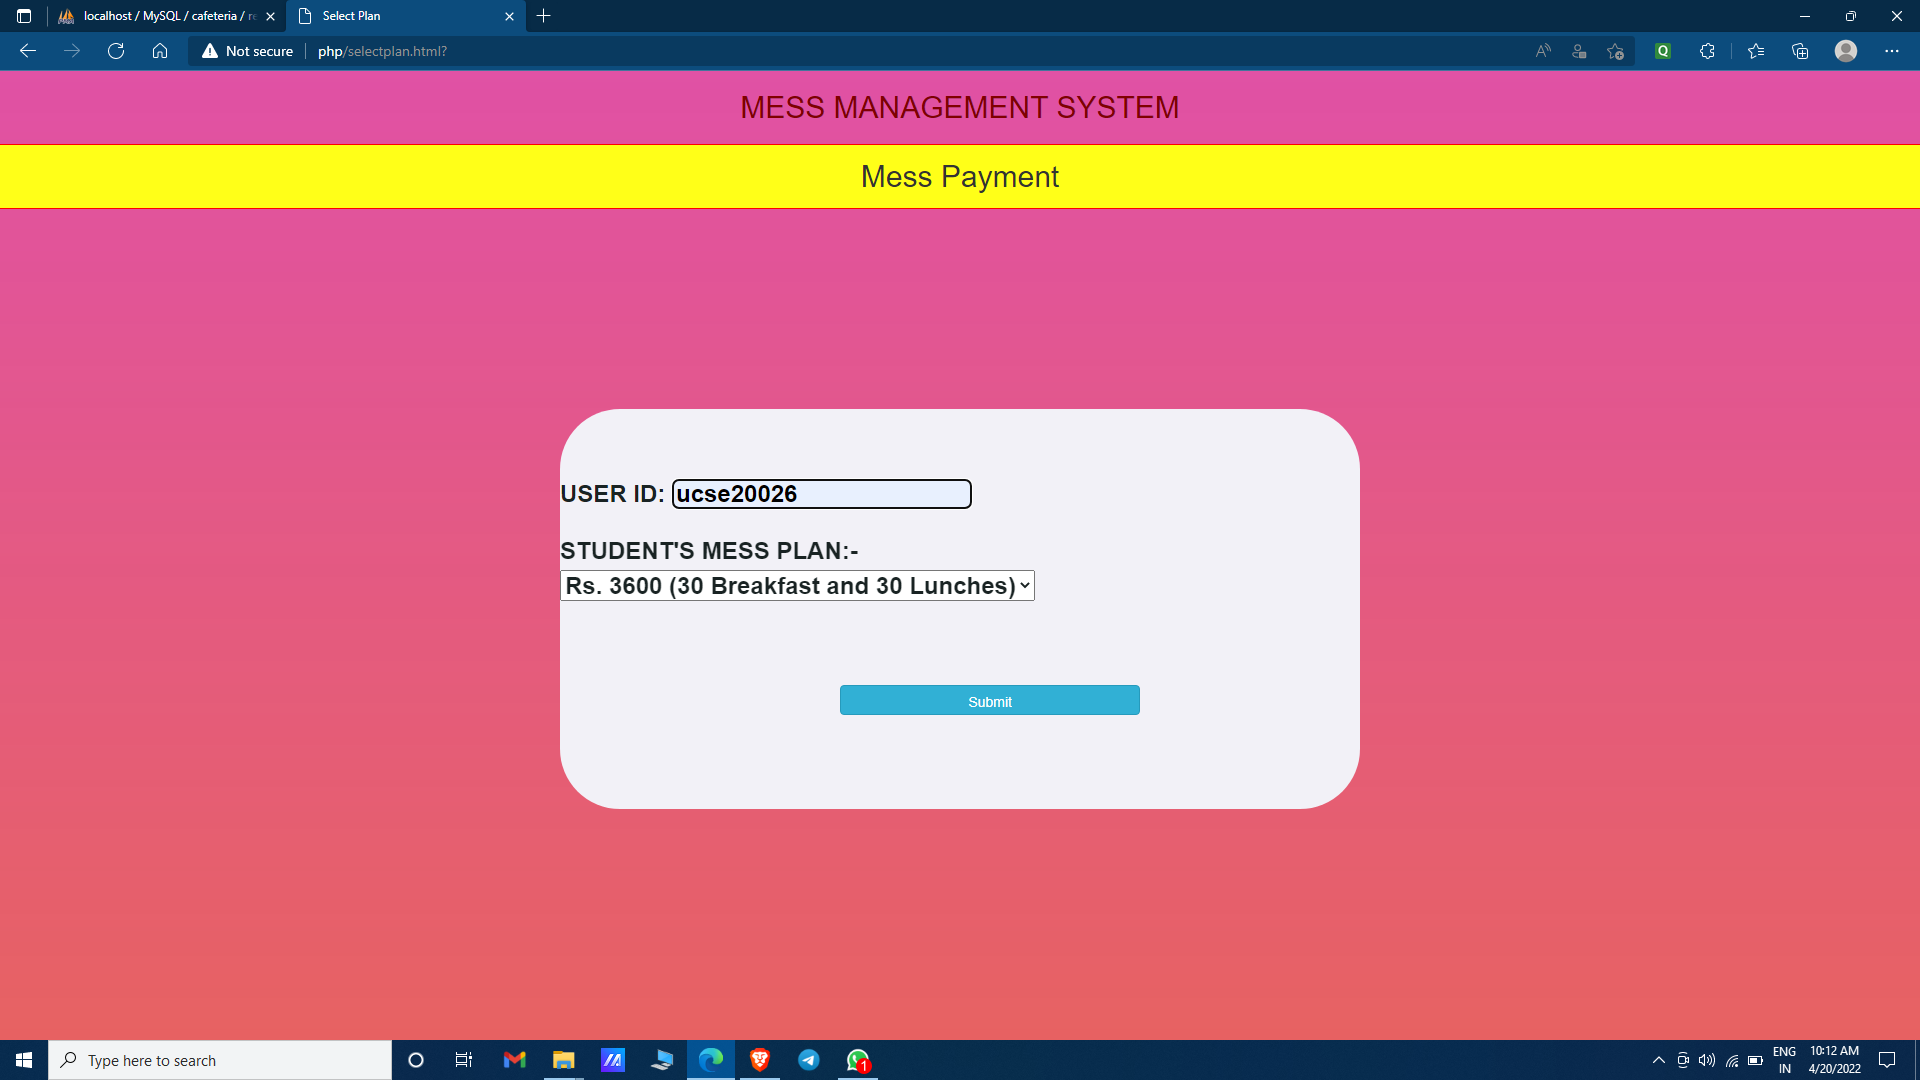 localhost / MySQL / cafeteria / re
Select Plan
Not secure
php/selectplan.html?
MESS MANAGEMENT SYSTEM
Mess Payment
USER ID: ucse20026
STUDENT'S MESS PLAN:-
Rs. 3600 (30 Breakfast and 30 Lunches)
Submit
Type here to search
1
ENG
IN
10:12 AM
4/20/2022